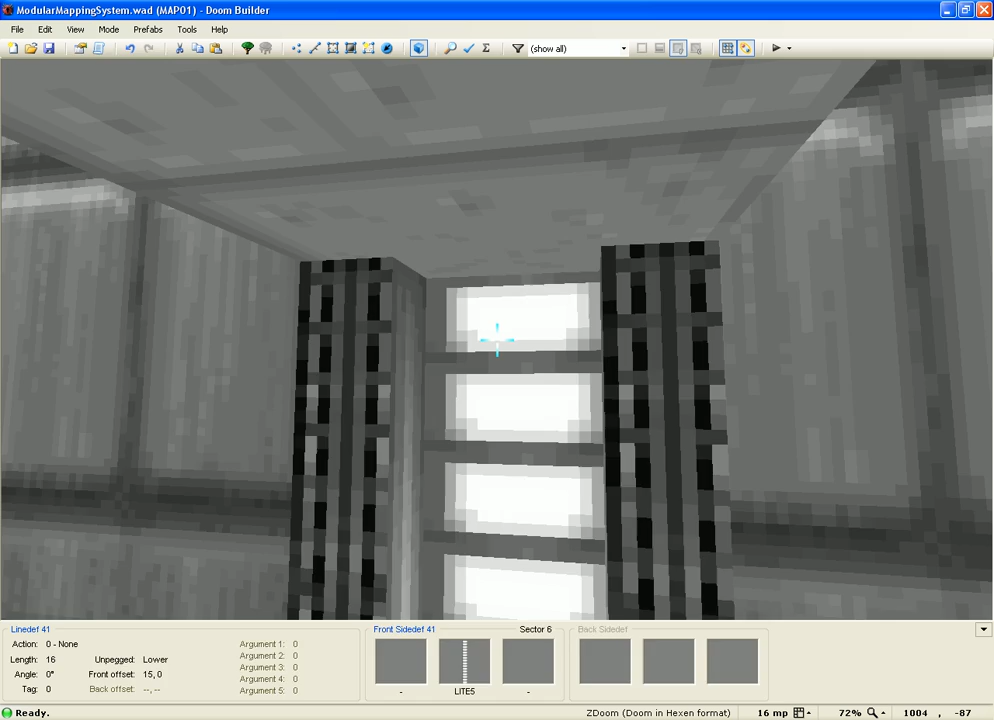 ModularMappingSystem.wad (MAP01) - Doom Builder
File Edit View Mode Prefabs Tools Help
(show all)
Linedef 41
Action: 0 - None
Length: 16 Unpegged: Lower
Angle: 0° Front offset: 15, 0
Tag: 0 Back offset: --, --
Argument 1: 0
Argument 2: 0
Argument 3: 0
Argument 4: 0
Argument 5: 0
Front Sidedef 41 Sector 6
- LITE5 -
Back Sidedef
Ready. ZDoom (Doom in Hexen format) 16 mp 72% 1004 , -87